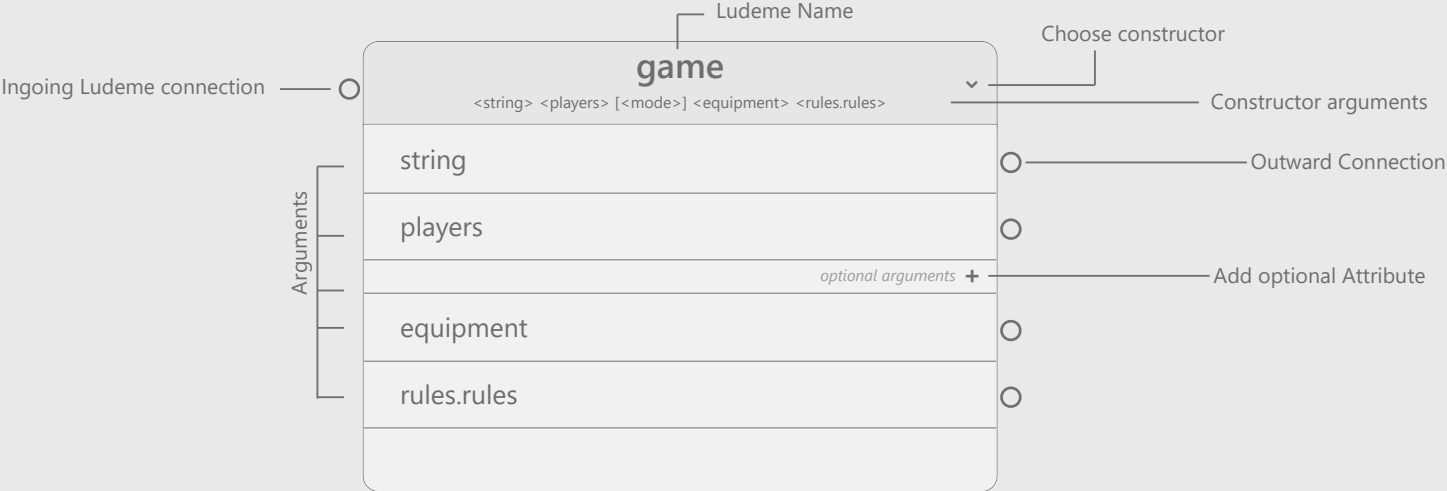 Ludeme Name
Choose constructor
game
Ingoing Ludeme connection
<string> <players> [<mode>] <equipment> <rules.rules>
Constructor arguments
string
Outward Connection
Arguments
players
optional arguments +
Add optional Attribute
equipment
rules.rules